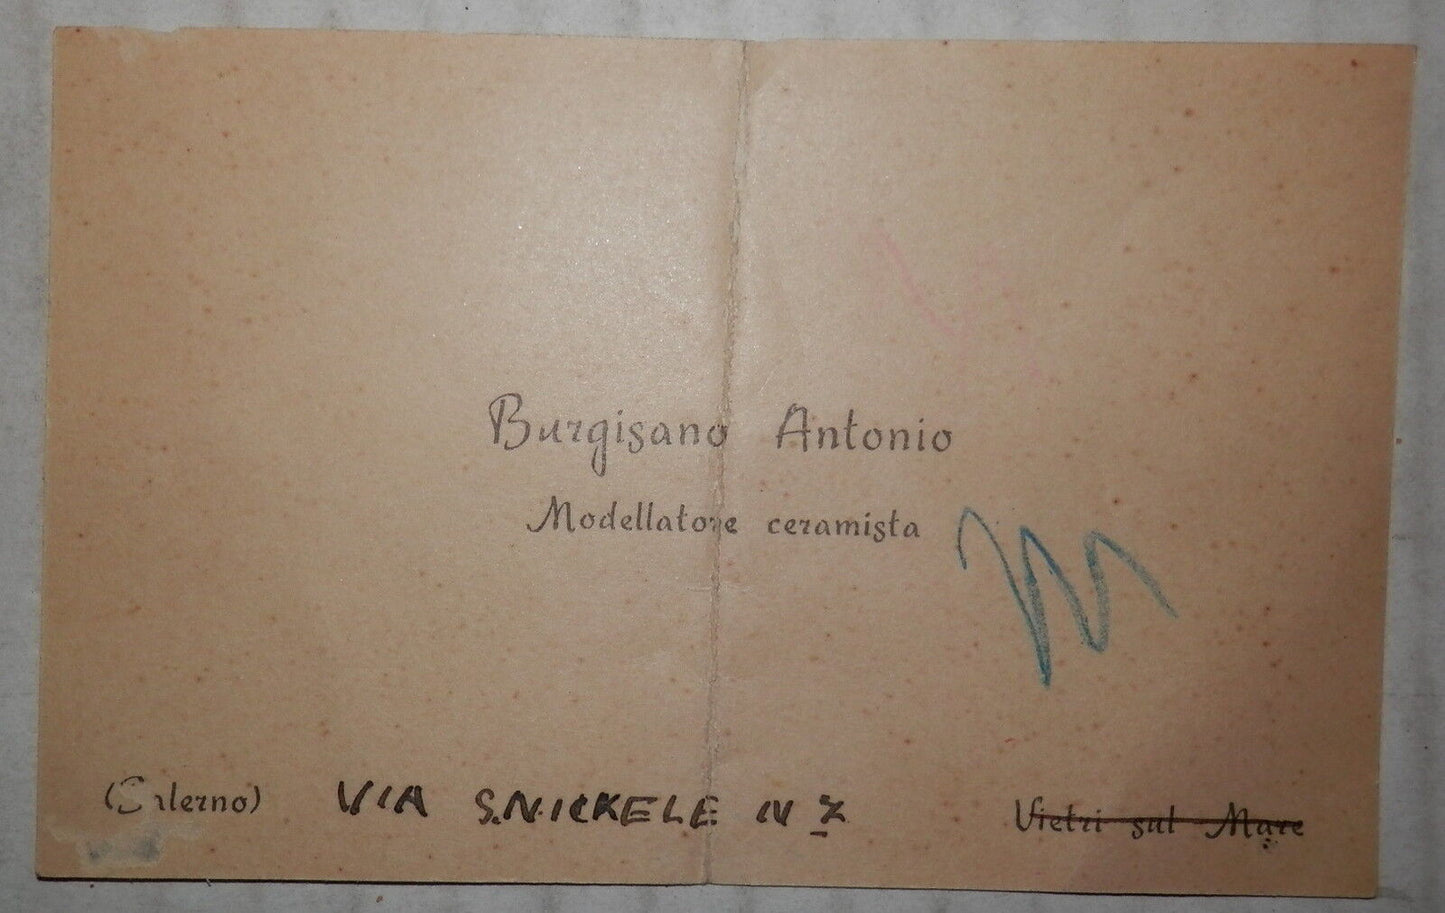 Burgisano Antonio
Modellatore ceramista
(Salerno) VIA S.NICKELE N 7 Vietri sul Mare